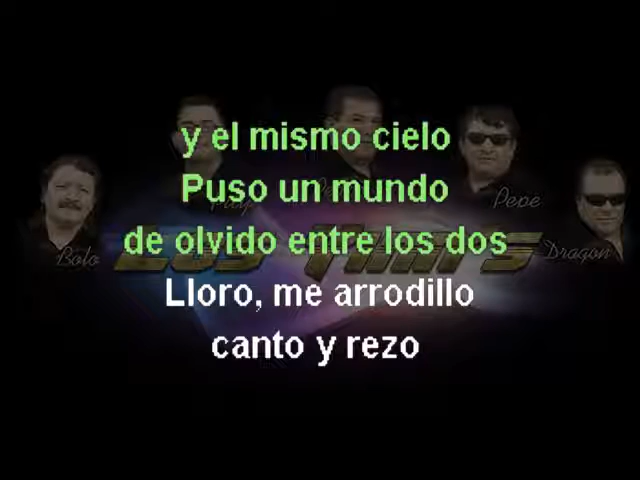 y el mismo cielo
Puso un mundo
de olvido entre los dos
Lloro, me arrodillo
canto y rezo
Pepe
Bolo
Dragon